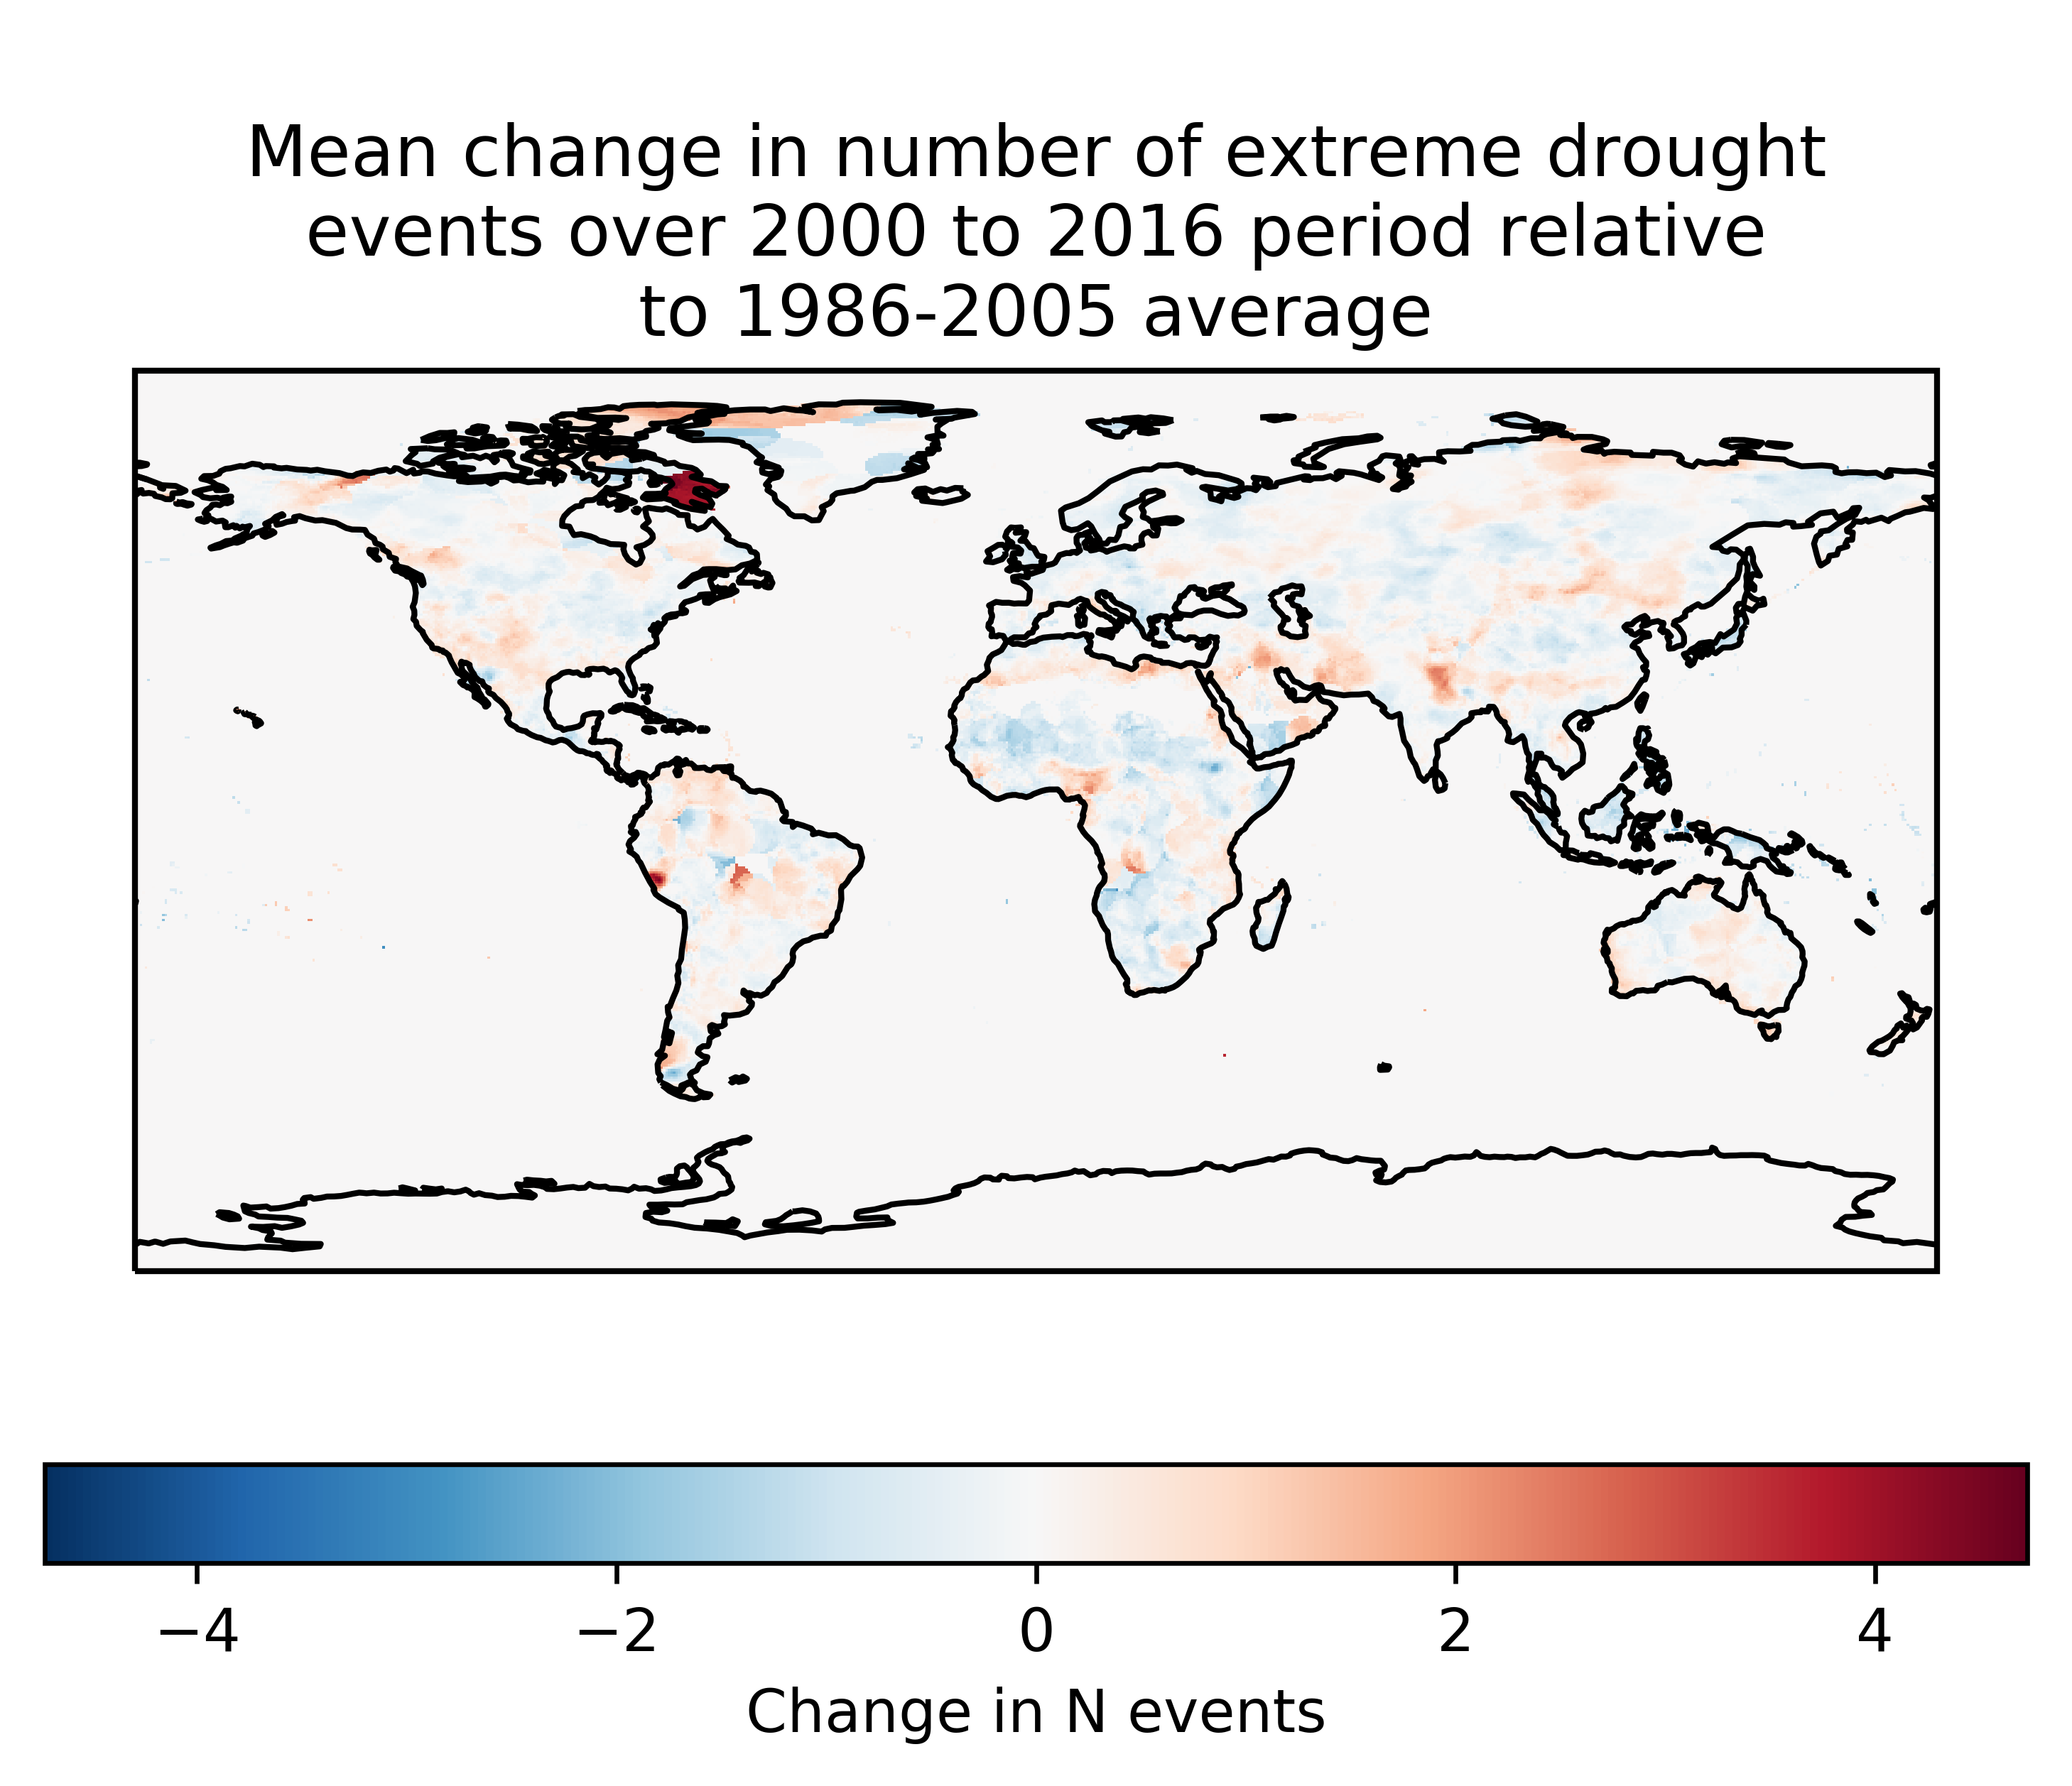 Mean change in number of extreme drought
events over 2000 to 2016 period relative
to 1986-2005 average
−4 −2 0 2 4
Change in N events